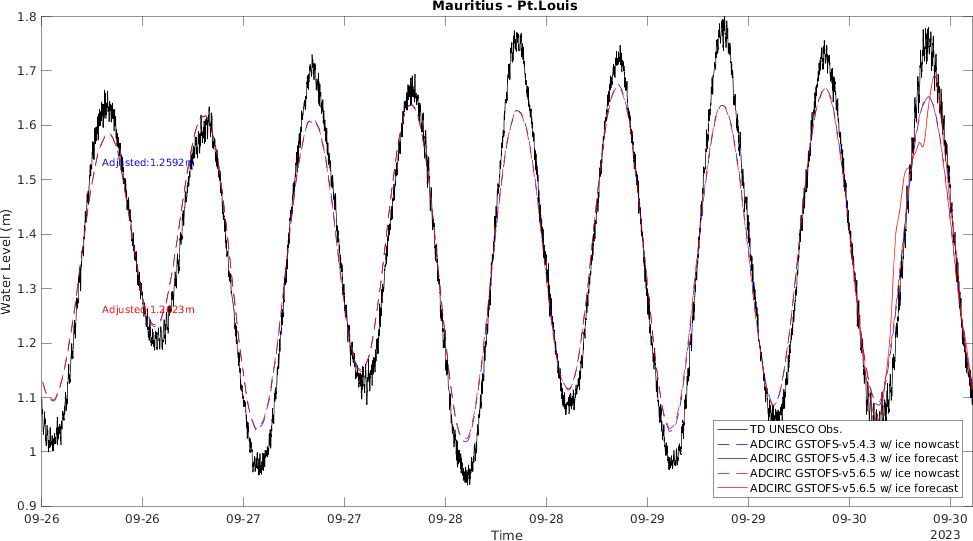 Mauritius - Pt.Louis
Water Level (m)
1.8
1.7
1.6
1.5
1.4
1.3
1.2
1.1
1
0.9
Adjusted:1.2592m
TD UNESCO Obs.
ADCIRC GSTOFS-v5.4.3 w/ ice nowcast
ADCIRC GSTOFS-v5.4.3 w/ ice forecast
ADCIRC GSTOFS-v5.6.5 w/ ice nowcast
ADCIRC GSTOFS-v5.6.5 w/ ice forecast
09-26 09-26 09-27 09-27 09-28 09-28 09-29 09-29 09-30 09-30
2023
Time